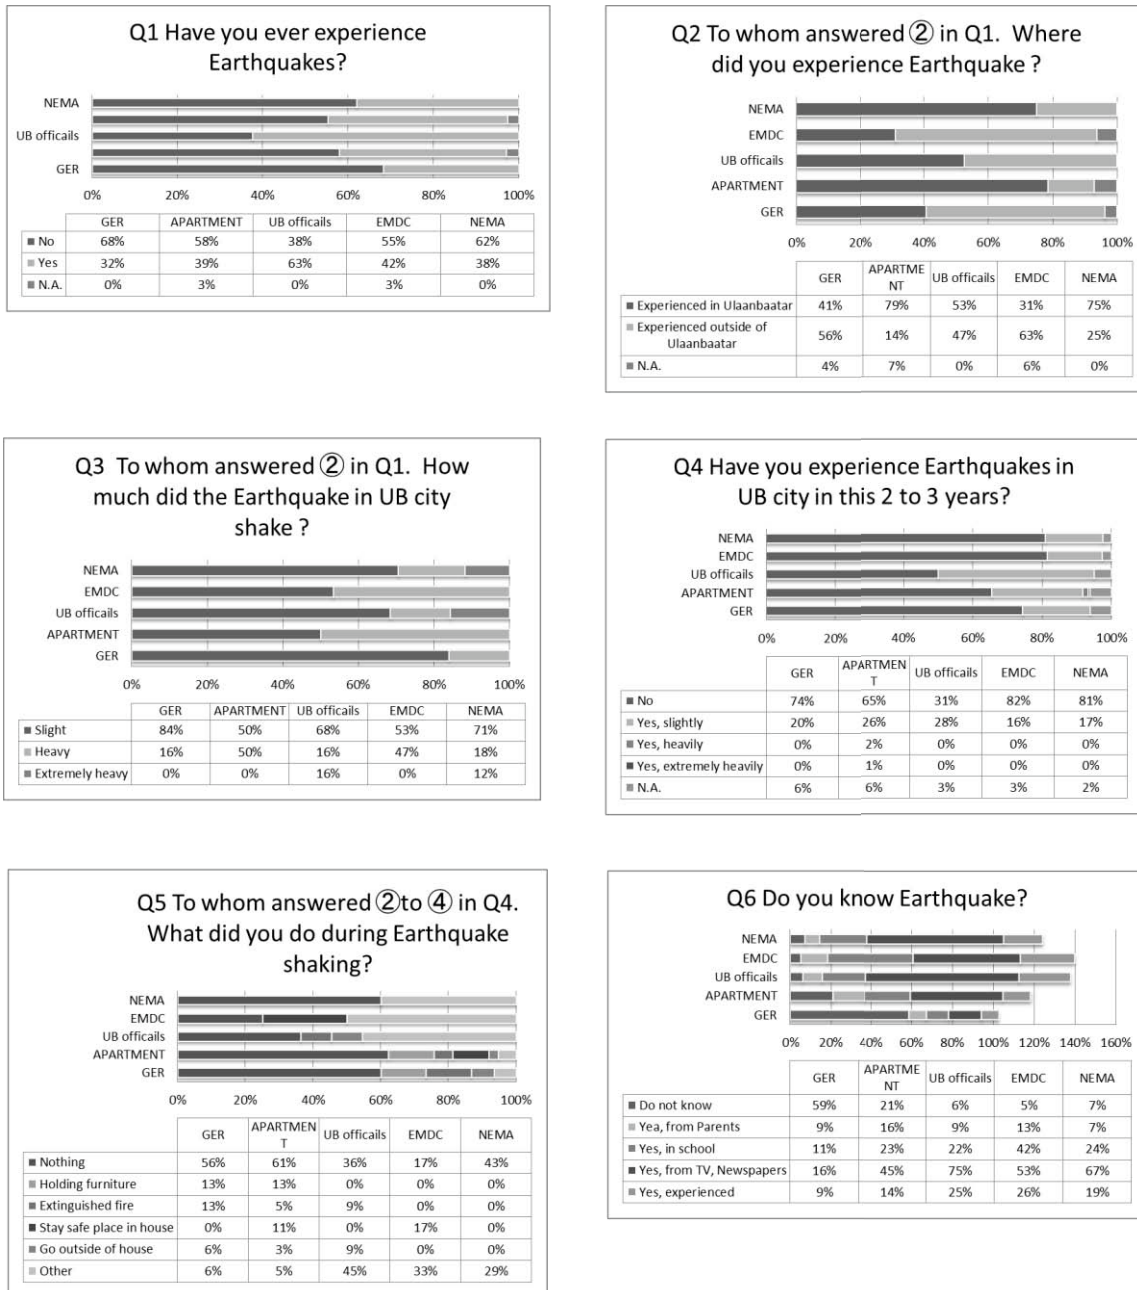 Q1 Have you ever experience
Earthquakes?
NEMA
UB officails
GER
0% 20% 40% 60% 80% 100%
GER APARTMENT UB officails EMDC NEMA
No 68% 58% 38% 55% 62%
Yes 32% 39% 63% 42% 38%
N.A. 0% 3% 0% 3% 0%
Q2 To whom answered ② in Q1. Where
did you experience Earthquake ?
NEMA
EMDC
UB officails
APARTMENT
GER
0% 20% 40% 60% 80% 100%
GER APARTME
NT UB officails EMDC NEMA
Experienced in Ulaanbaatar 41% 79% 53% 31% 75%
Experienced outside of
Ulaanbaatar 56% 14% 47% 63% 25%
N.A. 4% 7% 0% 6% 0%
Q3 To whom answered ② in Q1. How
much did the Earthquake in UB city
shake ?
NEMA
EMDC
UB officails
APARTMENT
GER
0% 20% 40% 60% 80% 100%
GER APARTMENT UB officails EMDC NEMA
Slight 84% 50% 68% 53% 71%
Heavy 16% 50% 16% 47% 18%
Extremely heavy 0% 0% 16% 0% 12%
Q4 Have you experience Earthquakes in
UB city in this 2 to 3 years?
NEMA
EMDC
UB officails
APARTMENT
GER
0% 20% 40% 60% 80% 100%
GER APARTMEN
T UB officails EMDC NEMA
No 74% 65% 31% 82% 81%
Yes, slightly 20% 26% 28% 16% 17%
Yes, heavily 0% 2% 0% 0% 0%
Yes, extremely heavily 0% 1% 0% 0% 0%
N.A. 6% 6% 3% 3% 2%
Q5 To whom answered ②to ④ in Q4.
What did you do during Earthquake
shaking?
NEMA
EMDC
UB officails
APARTMENT
GER
0% 20% 40% 60% 80% 100%
GER APARTMEN
T UB officails EMDC NEMA
Nothing 56% 61% 36% 17% 43%
Holding furniture 13% 13% 0% 0% 0%
Extinguished fire 13% 5% 9% 0% 0%
Stay safe place in house 0% 11% 0% 17% 0%
Go outside of house 6% 3% 9% 0% 0%
Other 6% 5% 45% 33% 29%
Q6 Do you know Earthquake?
NEMA
EMDC
UB officails
APARTMENT
GER
0% 20% 40% 60% 80% 100% 120% 140% 160%
GER APARTME
NT UB officails EMDC NEMA
Do not know 59% 21% 6% 5% 7%
Yea, from Parents 9% 16% 9% 13% 7%
Yes, in school 11% 23% 22% 42% 24%
Yes, from TV, Newspapers 16% 45% 75% 53% 67%
Yes, experienced 9% 14% 25% 26% 19%